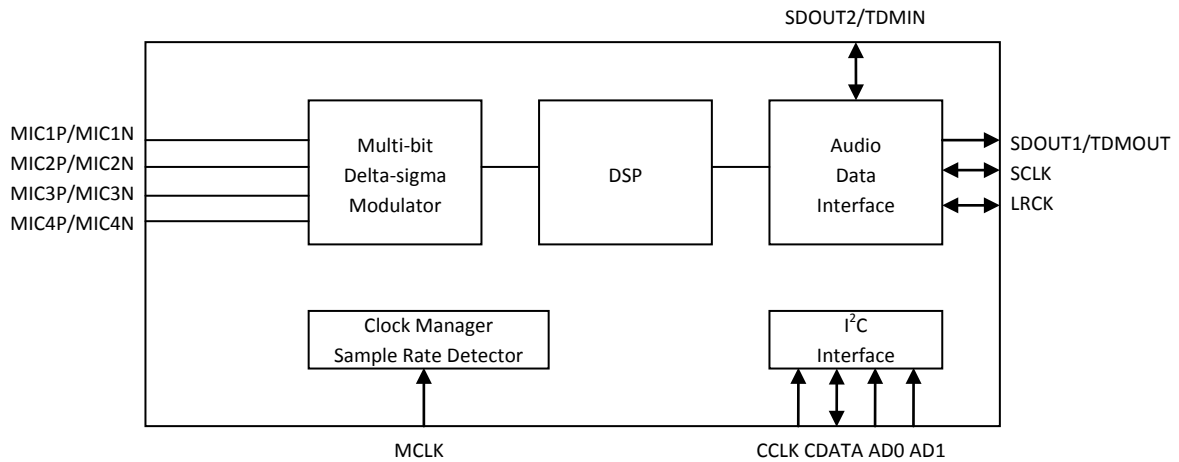 SDOUT2/TDMIN
MIC1P/MIC1N
MIC2P/MIC2N
MIC3P/MIC3N
MIC4P/MIC4N
Multi-bit
Delta-sigma
Modulator
DSP
Audio
Data
Interface
SDOUT1/TDMOUT
SCLK
LRCK
Clock Manager
Sample Rate Detector
I²C
Interface
MCLK
CCLK CDATA AD0 AD1